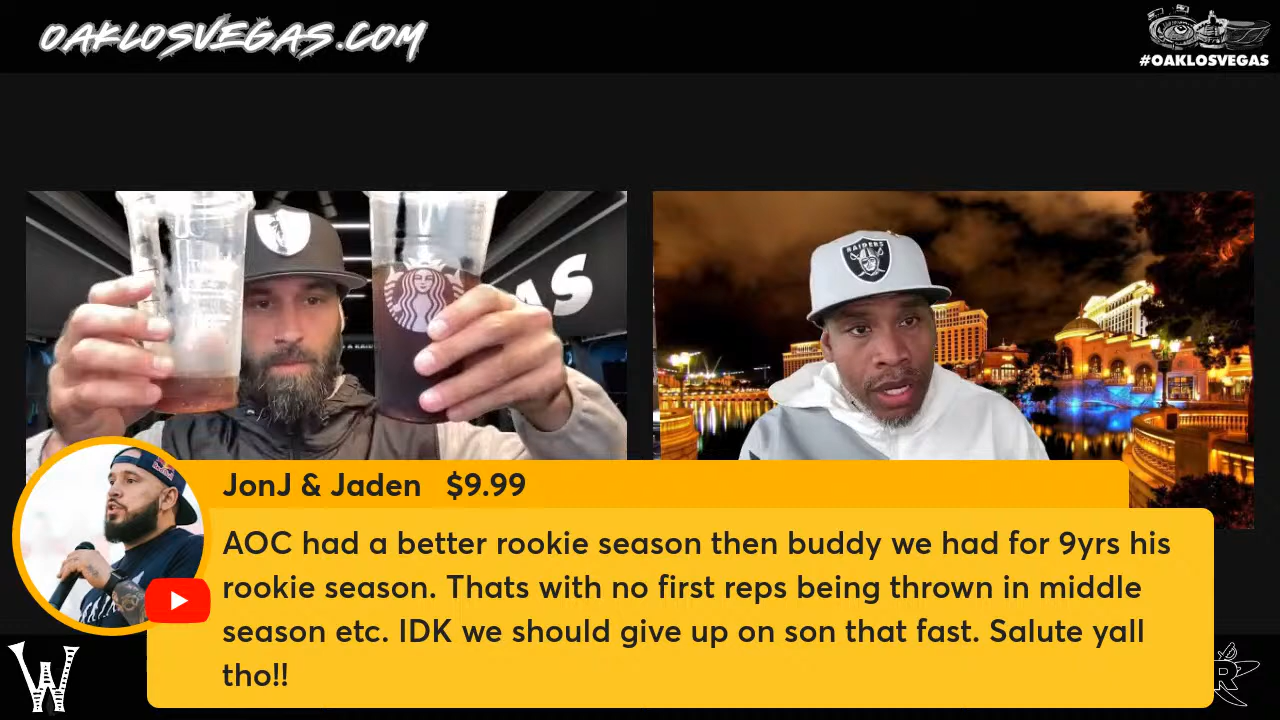 OAKLOSVEGAS.COM
#OAKLOSVEGAS
AS
RAIDERS
JonJ & Jaden $9.99
AOC had a better rookie season then buddy we had for 9yrs his
rookie season. Thats with no first reps being thrown in middle
season etc. IDK we should give up on son that fast. Salute yall
tho!!
W
R